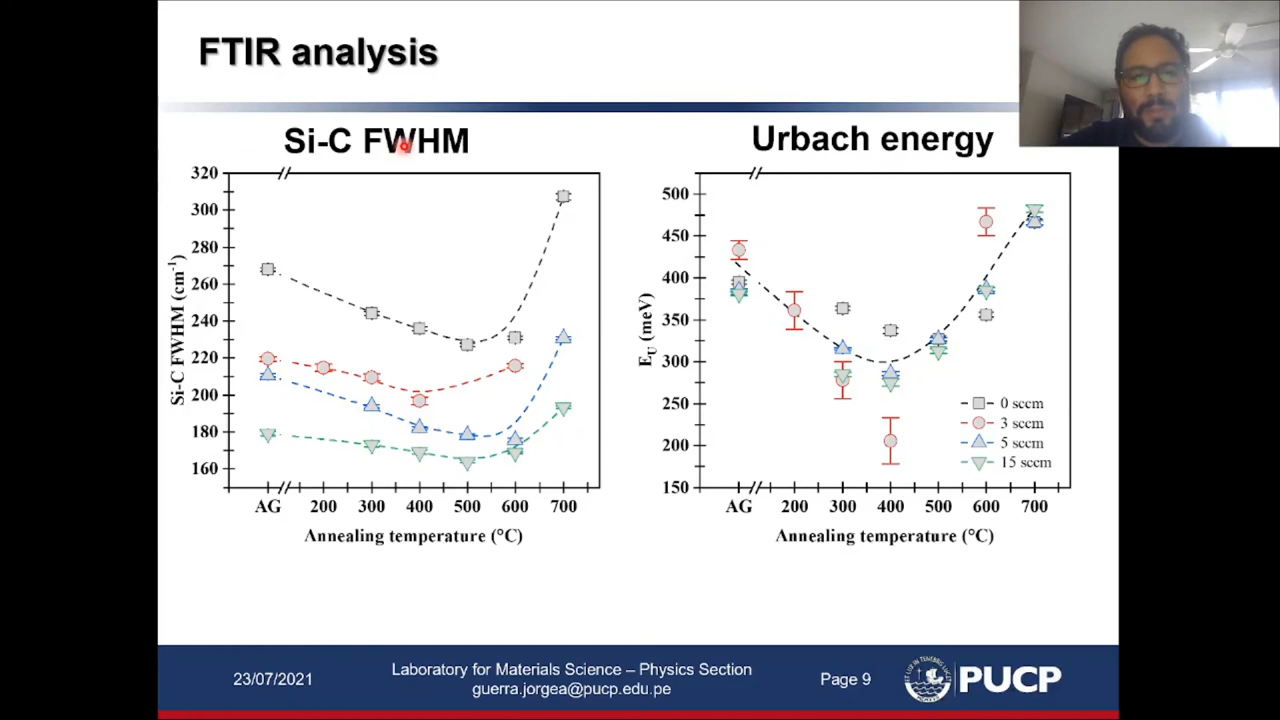 FTIR analysis
Si-C FWHM
Si-C FWHM (cm⁻¹)
320
300
280
260
240
220
200
180
160
AG 200 300 400 500 600 700
Annealing temperature (°C)
Urbach energy
E_U (meV)
500
450
400
350
300
250
200
150
0 sccm
3 sccm
5 sccm
15 sccm
AG 200 300 400 500 600 700
Annealing temperature (°C)
23/07/2021
Laboratory for Materials Science – Physics Section
guerra.jorgea@pucp.edu.pe
Page 9
PUCP